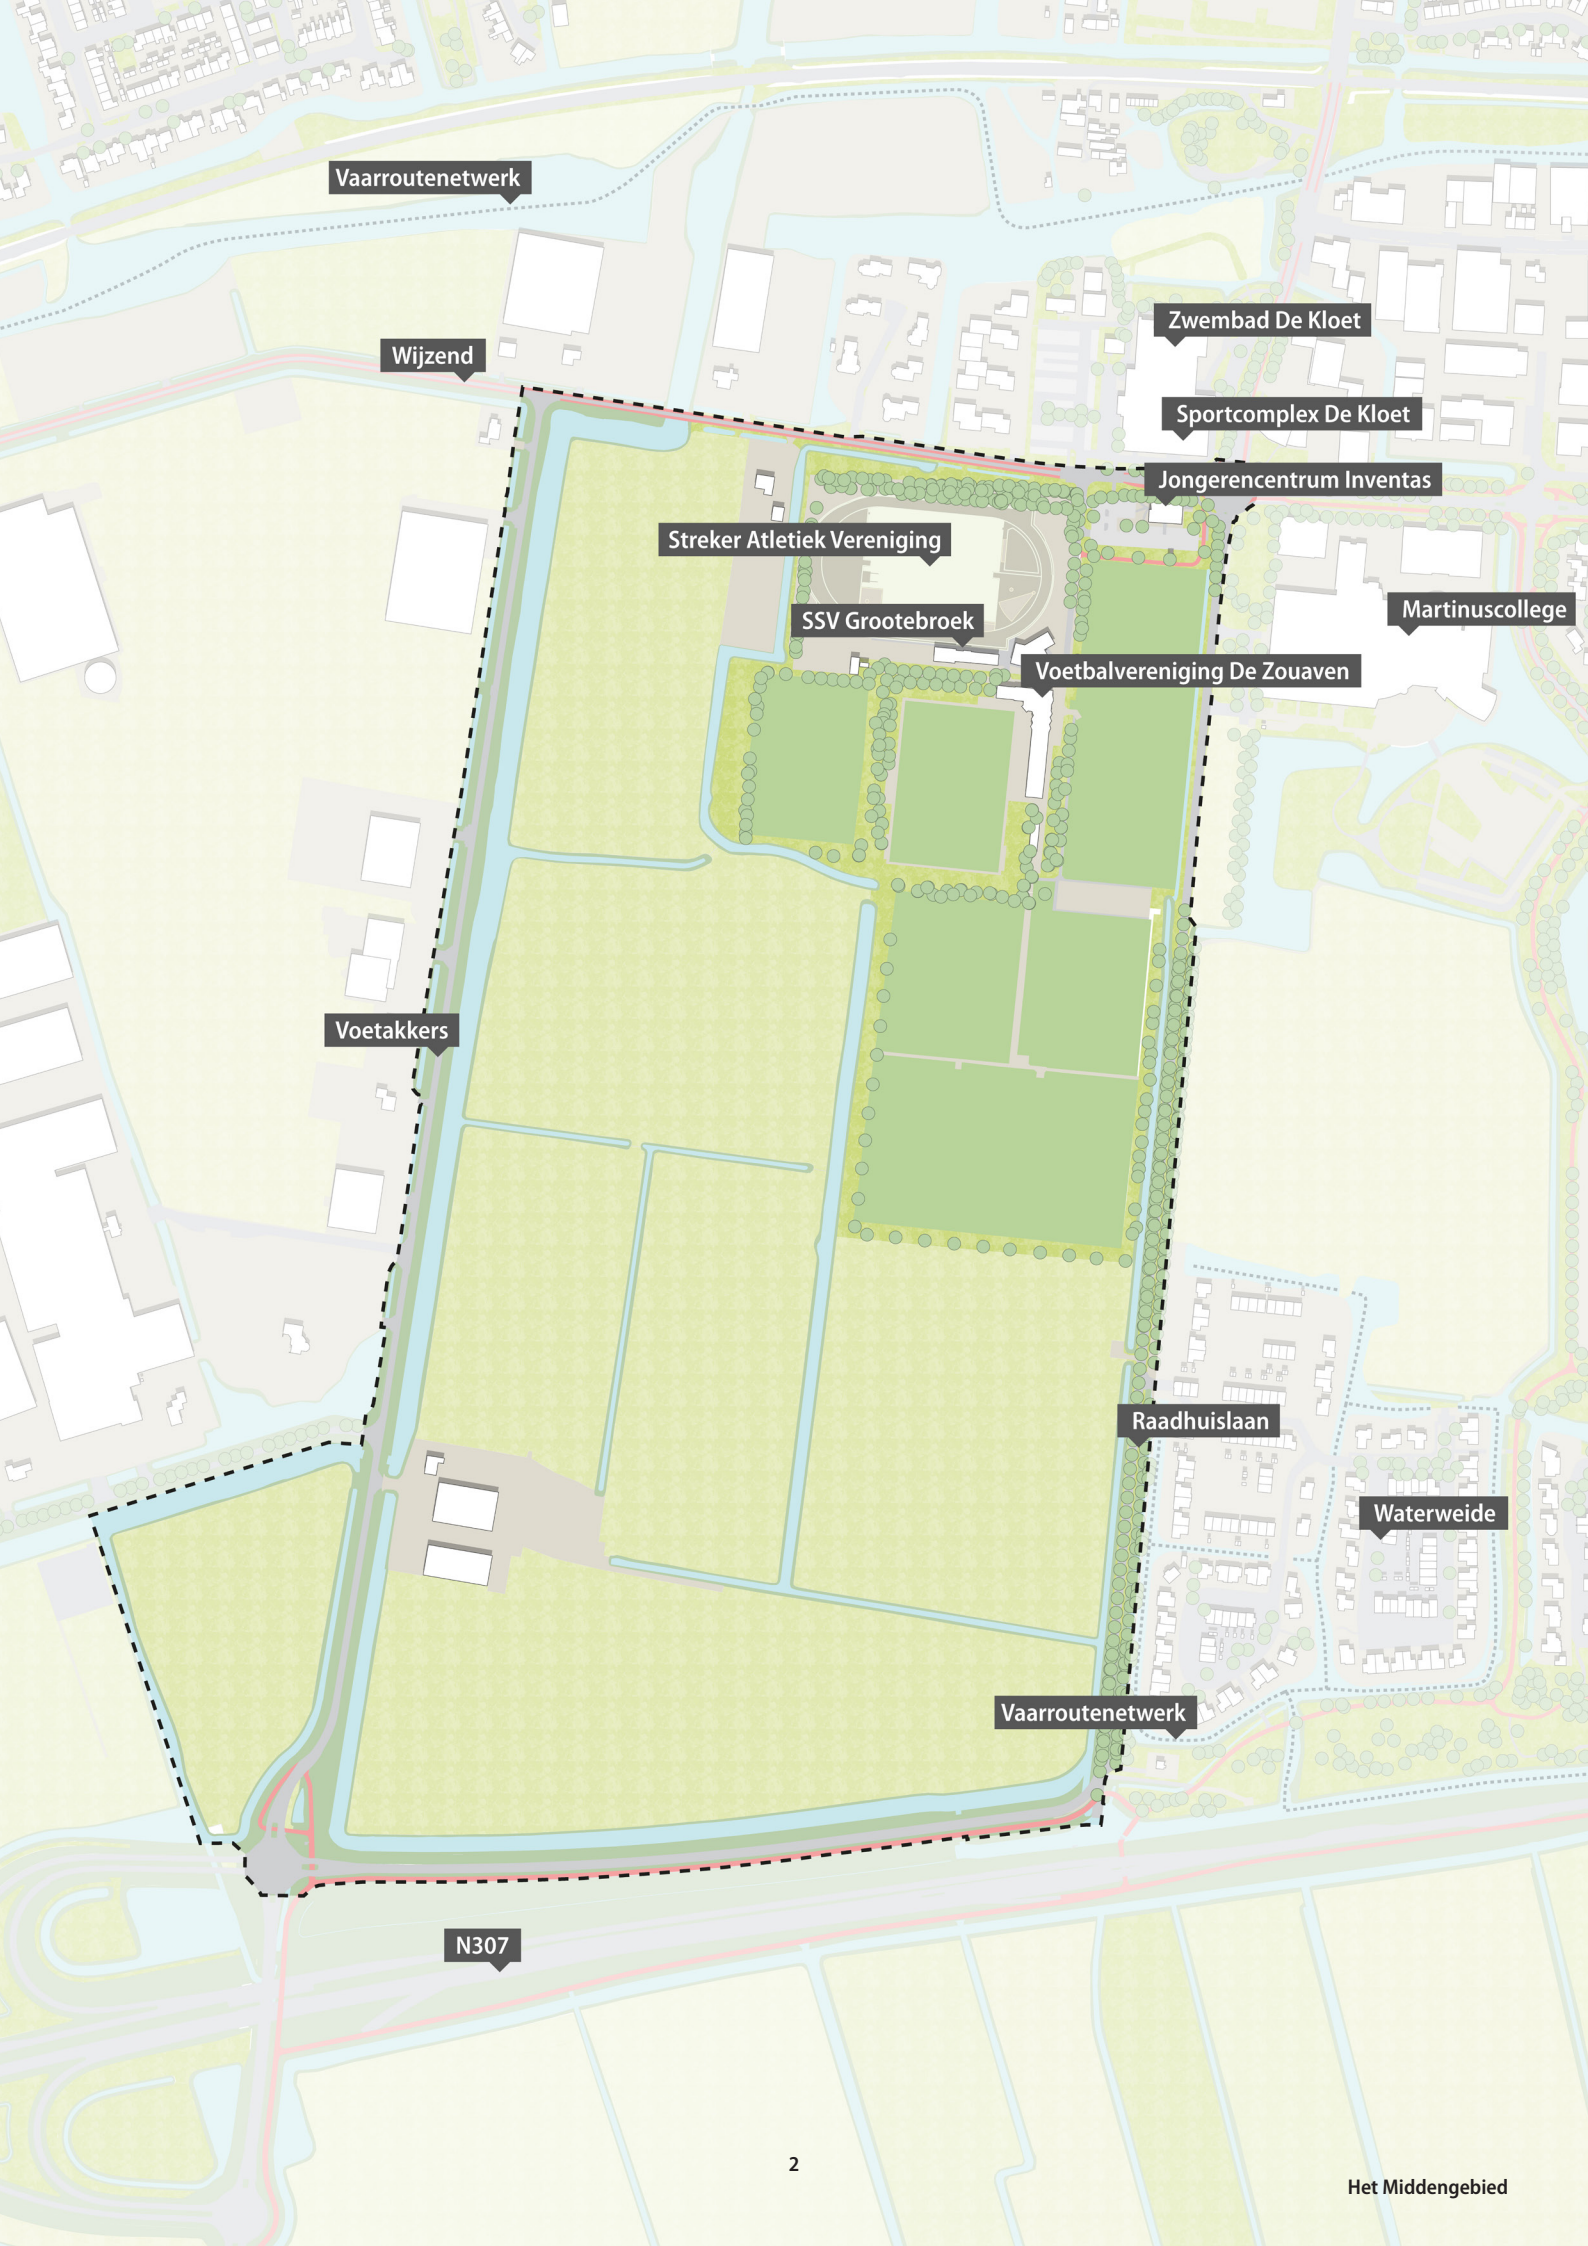 Vaarroutenetwerk
Zwembad De Kloet
Wijzend
Sportcomplex De Kloet
Jongerencentrum Inventas
Streker Atletiek Vereniging
Martinuscollege
SSV Grootebroek
Voetbalvereniging De Zouaven
Voetakkers
Raadhuislaan
Waterweide
Vaarroutenetwerk
N307
2
Het Middengebied